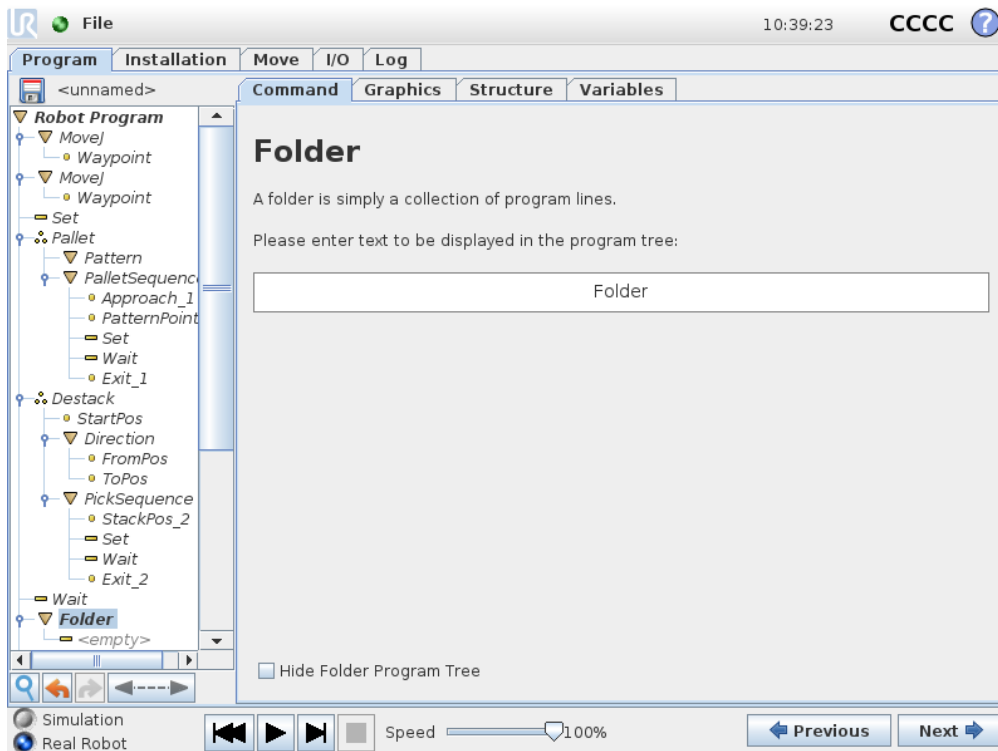 UR File 10:39:23 CCCC ?
Program Installation Move I/O Log
<unnamed> Command Graphics Structure Variables
Robot Program
MoveJ
Waypoint
MoveJ
Waypoint
Set
Pallet
Pattern
PalletSequenc
Approach_1
PatternPoint
Set
Wait
Exit_1
Destack
StartPos
Direction
FromPos
ToPos
PickSequence
StackPos_2
Set
Wait
Exit_2
Wait
Folder
<empty>
Folder
A folder is simply a collection of program lines.
Please enter text to be displayed in the program tree:
Folder
Hide Folder Program Tree
Simulation
Real Robot
Speed 100%
Previous Next